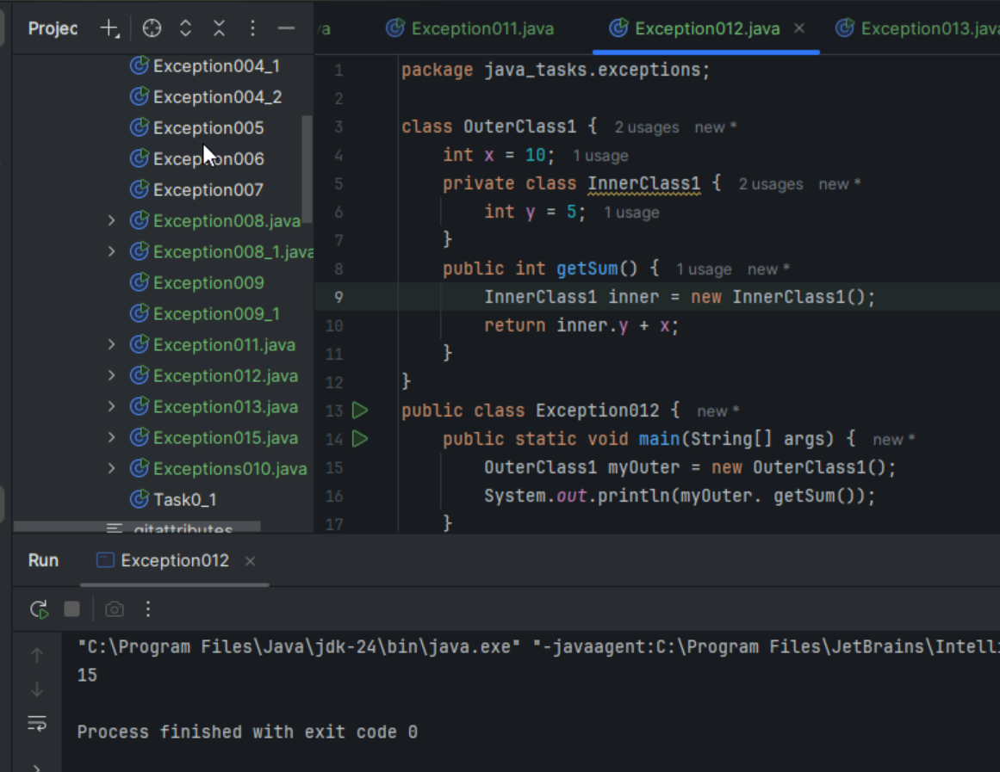 Projec
Exception004_1
Exception004_2
Exception005
Exception006
Exception007
Exception008.java
Exception008_1.java
Exception009
Exception009_1
Exception011.java
Exception012.java
Exception013.java
Exception015.java
Exceptions010.java
Task0_1
gitattributes
va Exception011.java Exception012.java Exception013.java
1 package java_tasks.exceptions;
2
3 class OuterClass1 { 2 usages new *
4 int x = 10; 1 usage
5 private class InnerClass1 { 2 usages new *
6 int y = 5; 1 usage
7 }
8 public int getSum() { 1 usage new *
9 InnerClass1 inner = new InnerClass1();
10 return inner.y + x;
11 }
12 }
13 public class Exception012 { new *
14 public static void main(String[] args) { new *
15 OuterClass1 myOuter = new OuterClass1();
16 System.out.println(myOuter. getSum());
17 }
Run Exception012
"C:\Program Files\Java\jdk-24\bin\java.exe" "-javaagent:C:\Program Files\JetBrains\Intelli
15
Process finished with exit code 0